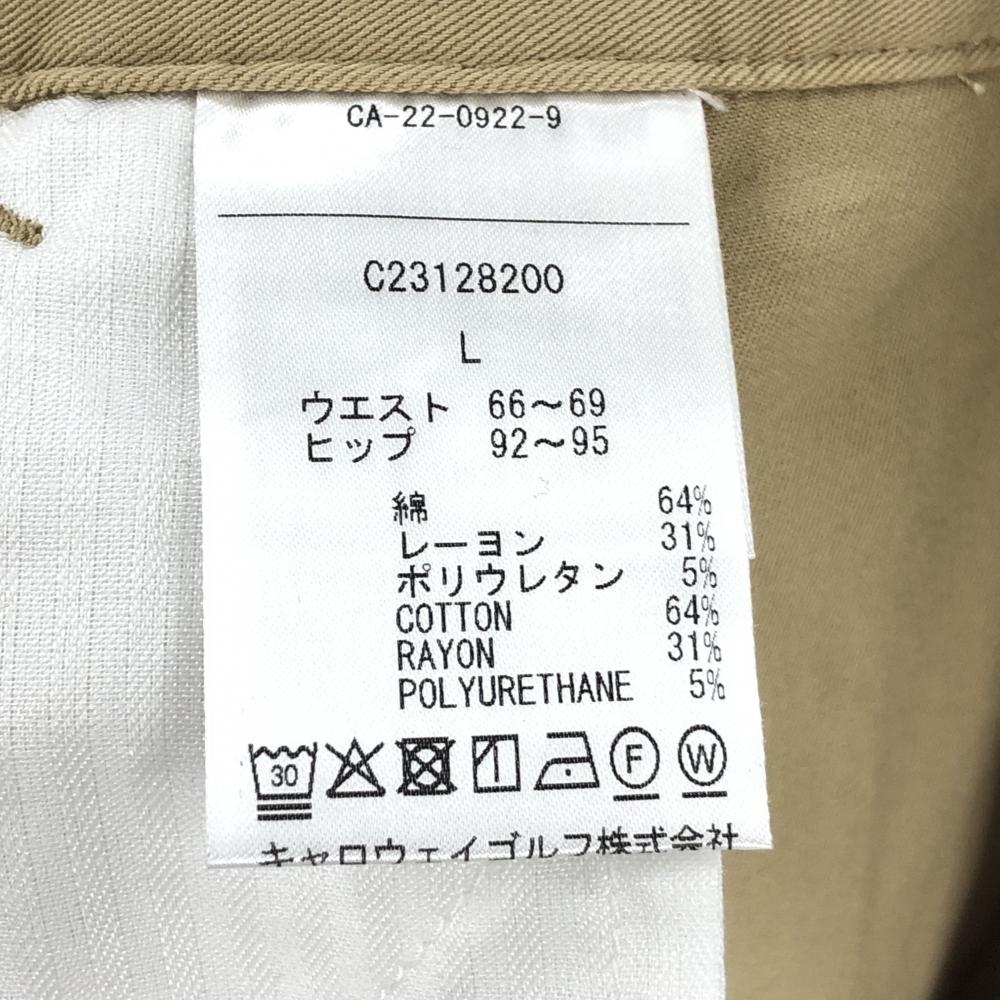 CA-22-0922-9
C23128200
L
ウエスト 66～69
ヒップ 92～95
綿 64%
レーヨン 31%
ポリウレタン 5%
COTTON 64%
RAYON 31%
POLYURETHANE 5%
30 F W
キャロウェイゴルフ株式会社